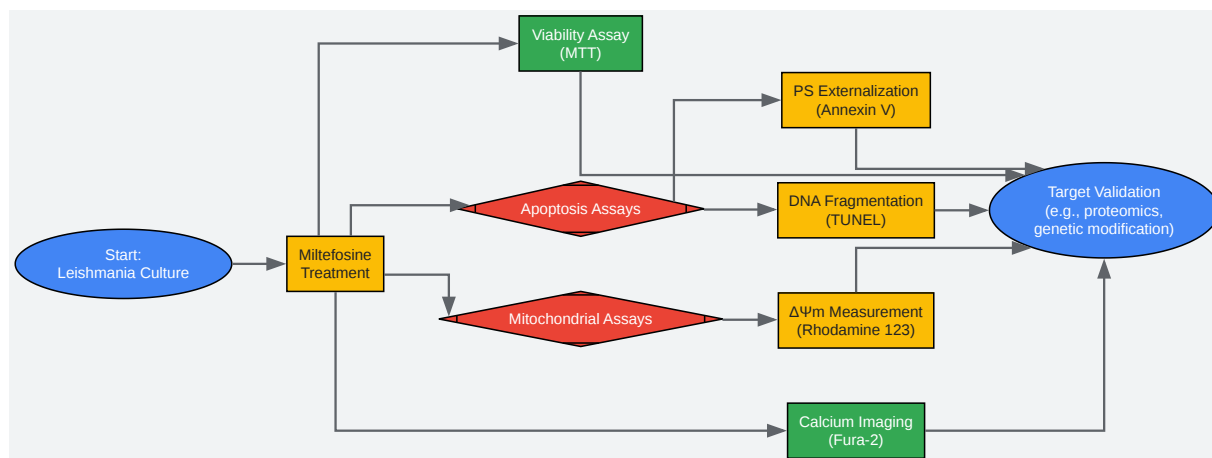 Start:
Leishmania Culture
Miltefosine
Treatment
Viability Assay
(MTT)
Apoptosis Assays
Mitochondrial Assays
PS Externalization
(Annexin V)
DNA Fragmentation
(TUNEL)
ΔΨm Measurement
(Rhodamine 123)
Calcium Imaging
(Fura-2)
Target Validation
(e.g., proteomics,
genetic modification)